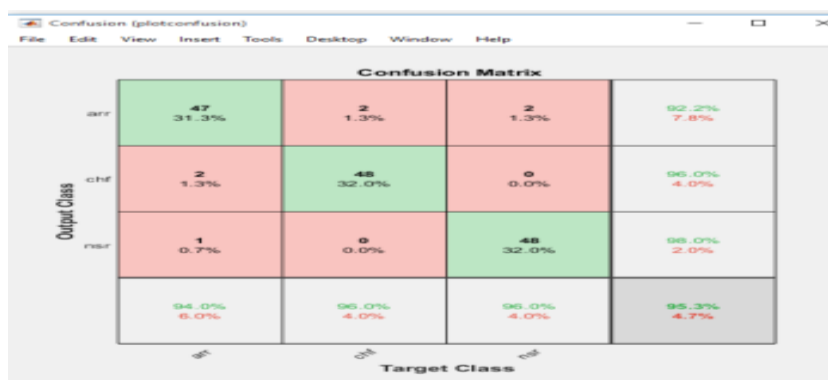 Confusion (plotconfusion)
File Edit View Insert Tools Desktop Window Help
Confusion Matrix
arr 47 2 2 92.2%
31.3% 1.3% 1.3% 7.8%
chf 2 48 0 96.0%
1.3% 32.0% 0.0% 4.0%
nsr 1 0 48 98.0%
0.7% 0.0% 32.0% 2.0%
94.0% 96.0% 96.0% 95.3%
6.0% 4.0% 4.0% 4.7%
Output Class
arr chf nsr
Target Class